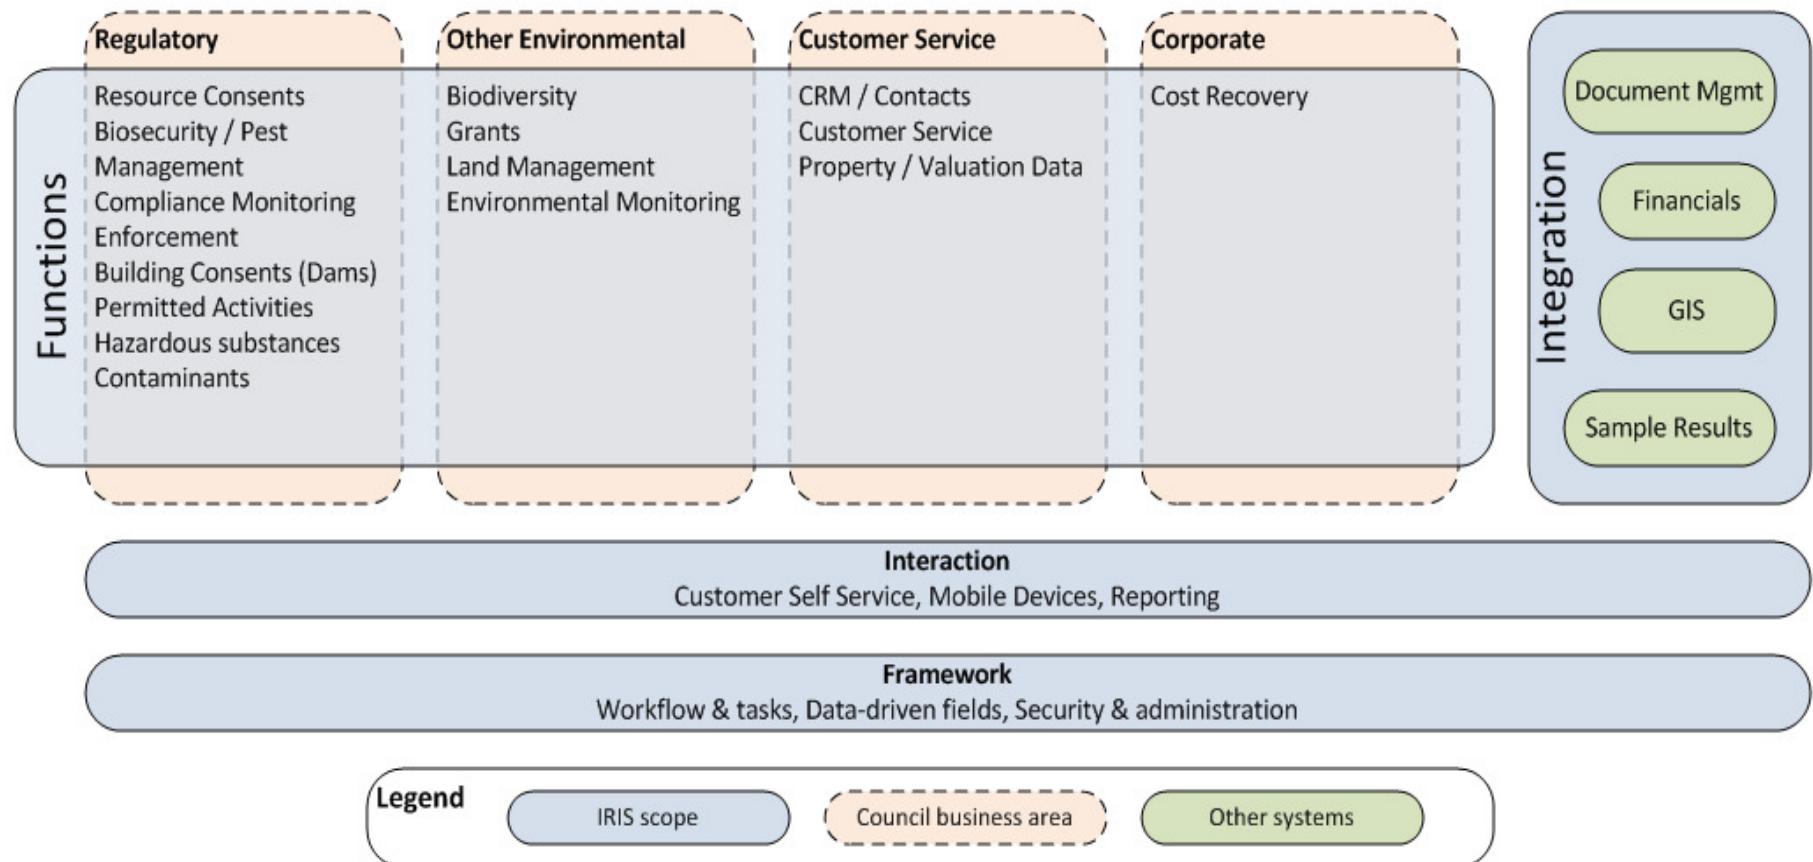 Regulatory
Resource Consents
Biosecurity / Pest
Management
Compliance Monitoring
Enforcement
Building Consents (Dams)
Permitted Activities
Hazardous substances
Contaminants
Other Environmental
Biodiversity
Grants
Land Management
Environmental Monitoring
Customer Service
CRM / Contacts
Customer Service
Property / Valuation Data
Corporate
Cost Recovery
Functions
Integration
Document Mgmt
Financials
GIS
Sample Results
Interaction
Customer Self Service, Mobile Devices, Reporting
Framework
Workflow & tasks, Data-driven fields, Security & administration
Legend
IRIS scope
Council business area
Other systems